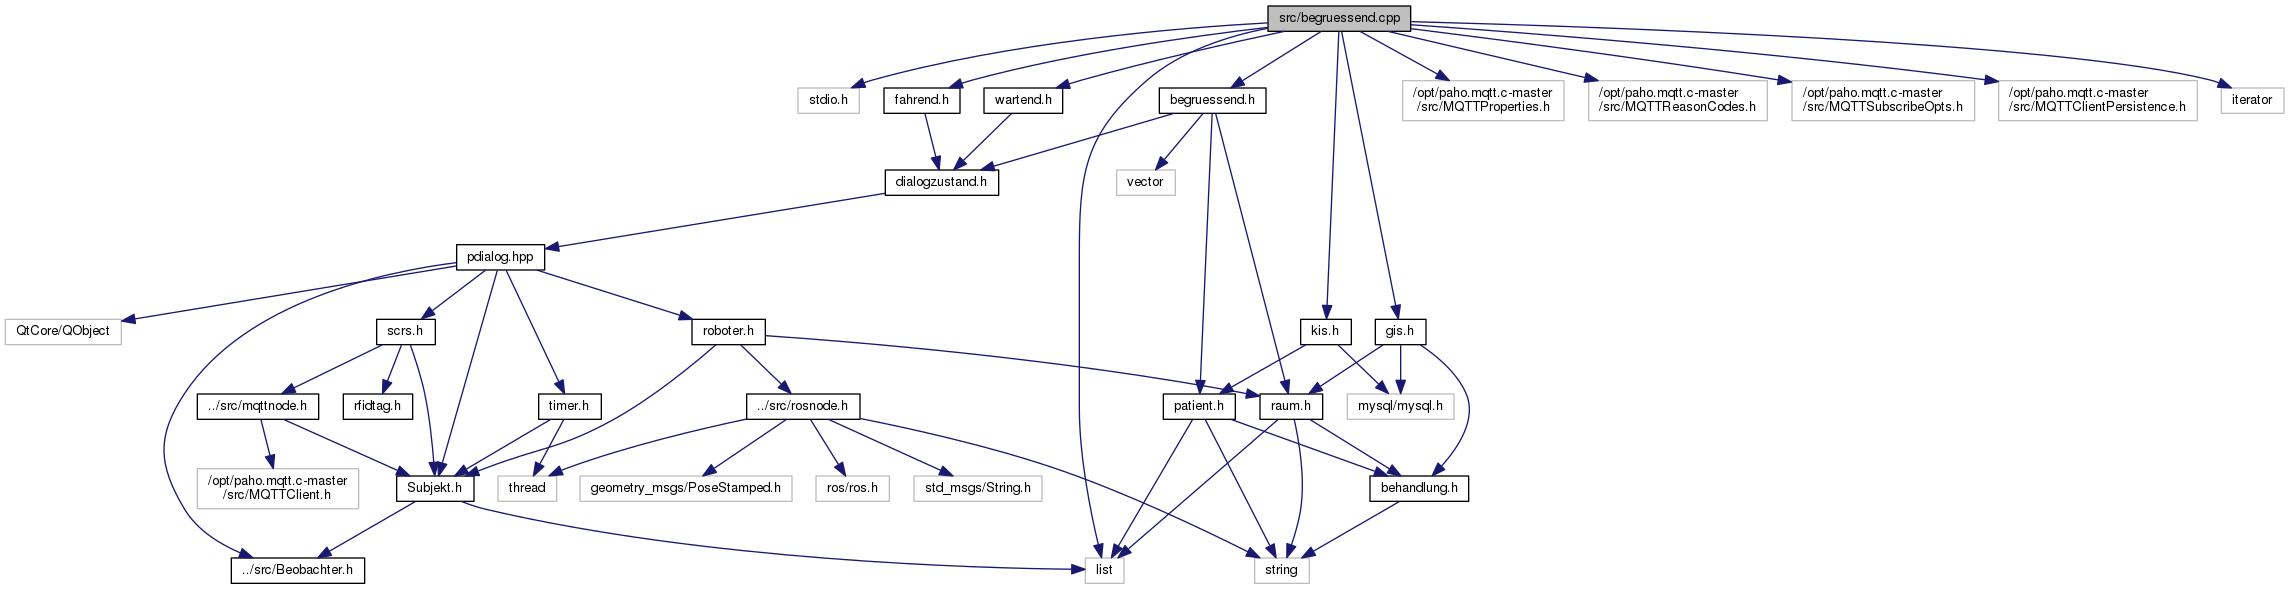 src/begruessend.cpp
stdio.h
fahrend.h
wartend.h
begruessend.h
/opt/paho.mqtt.c-master
/src/MQTTProperties.h
/opt/paho.mqtt.c-master
/src/MQTTReasonCodes.h
/opt/paho.mqtt.c-master
/src/MQTTSubscribeOpts.h
/opt/paho.mqtt.c-master
/src/MQTTClientPersistence.h
iterator
dialogzustand.h
vector
pdialog.hpp
QtCore/QObject
scrs.h
roboter.h
kis.h
gis.h
../src/mqttnode.h
rfidtag.h
timer.h
../src/rosnode.h
patient.h
raum.h
mysql/mysql.h
/opt/paho.mqtt.c-master
/src/MQTTClient.h
Subjekt.h
thread
geometry_msgs/PoseStamped.h
ros/ros.h
std_msgs/String.h
behandlung.h
../src/Beobachter.h
list
string